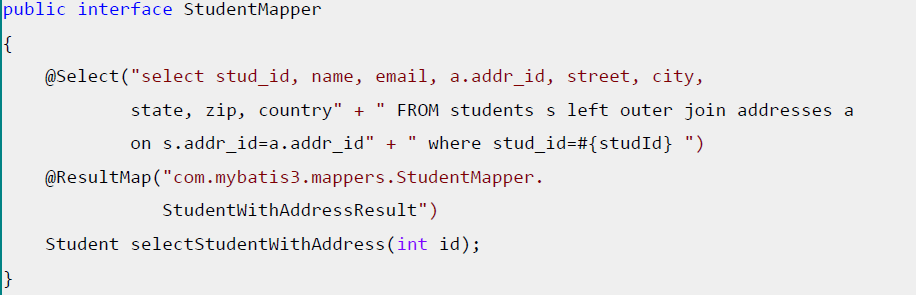 public interface StudentMapper
{
    @Select("select stud_id, name, email, a.addr_id, street, city,
            state, zip, country" + " FROM students s left outer join addresses a
            on s.addr_id=a.addr_id" + " where stud_id=#{studId} ")
    @ResultMap("com.mybatis3.mappers.StudentMapper.
               StudentWithAddressResult")
    Student selectStudentWithAddress(int id);
}